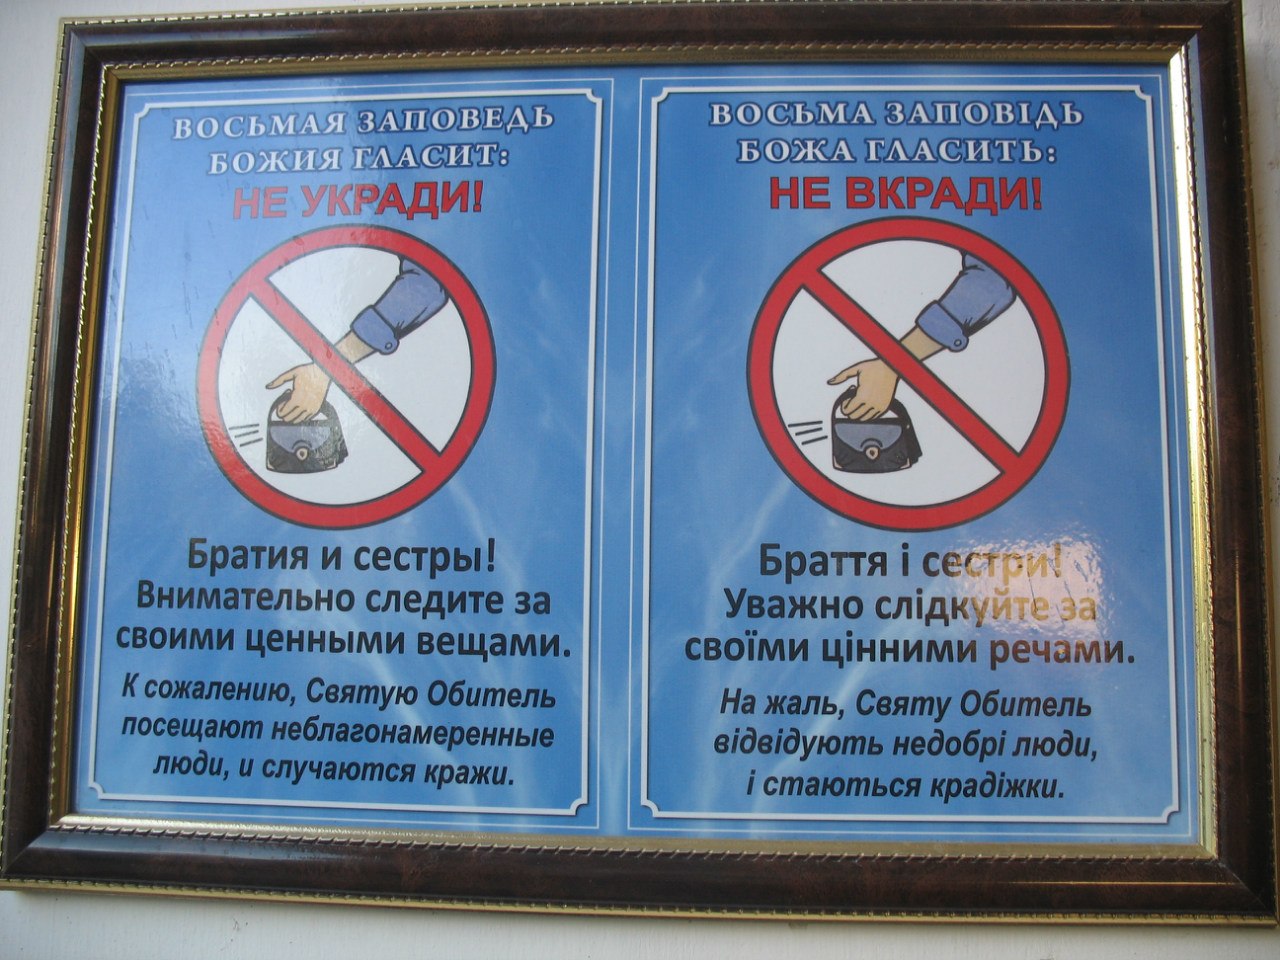 ВОСЬМАЯ ЗАПОВЕДЬ
БОЖИЯ ГЛАСИТ:
НЕ УКРАДИ!
Братия и сестры!
Внимательно следите за
своими ценными вещами.
К сожалению, Святую Обитель
посещают неблагонамеренные
люди, и случаются кражи.
ВОСЬМА ЗАПОВІДЬ
БОЖА ГЛАСИТЬ:
НЕ ВКРАДИ!
Браття і сестри!
Уважно слідкуйте за
своїми цінними речами.
На жаль, Святу Обитель
відвідують недобрі люди,
і стаються крадіжки.